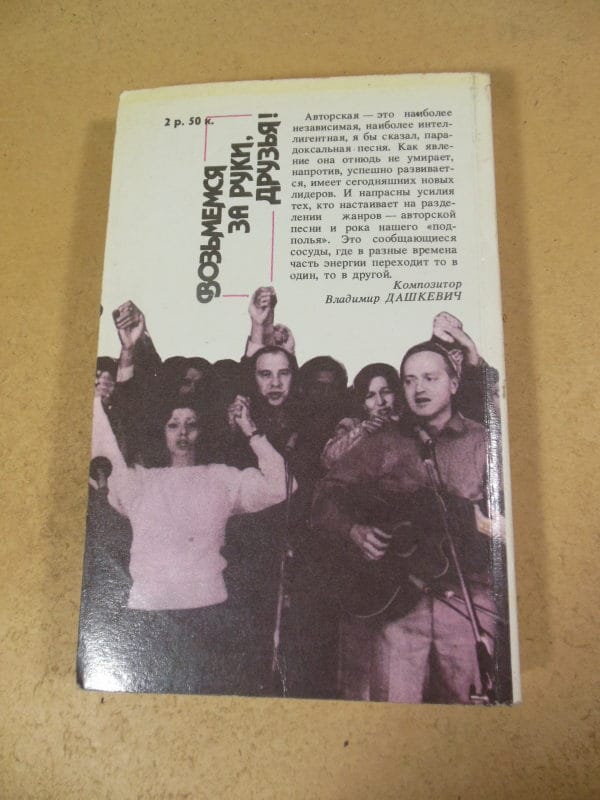 2 р. 50 к.
ВОЗЬМЕМСЯ
ЗА РУКИ,
ДРУЗЬЯ!
Авторская — это наиболее
независимая, наиболее интел-
лигентная, я бы сказал, пара-
доксальная песня. Как явле-
ние она отнюдь не умирает,
напротив, успешно развивает-
ся, имеет сегодняшних новых
лидеров. И напрасны усилия
тех, кто настаивает на разде-
лении жанров — авторской
песни и рока нашего «под-
полья». Это сообщающиеся
сосуды, где в разные времена
часть энергии переходит то в
один, то в другой.
Композитор
Владимир ДАШКЕВИЧ